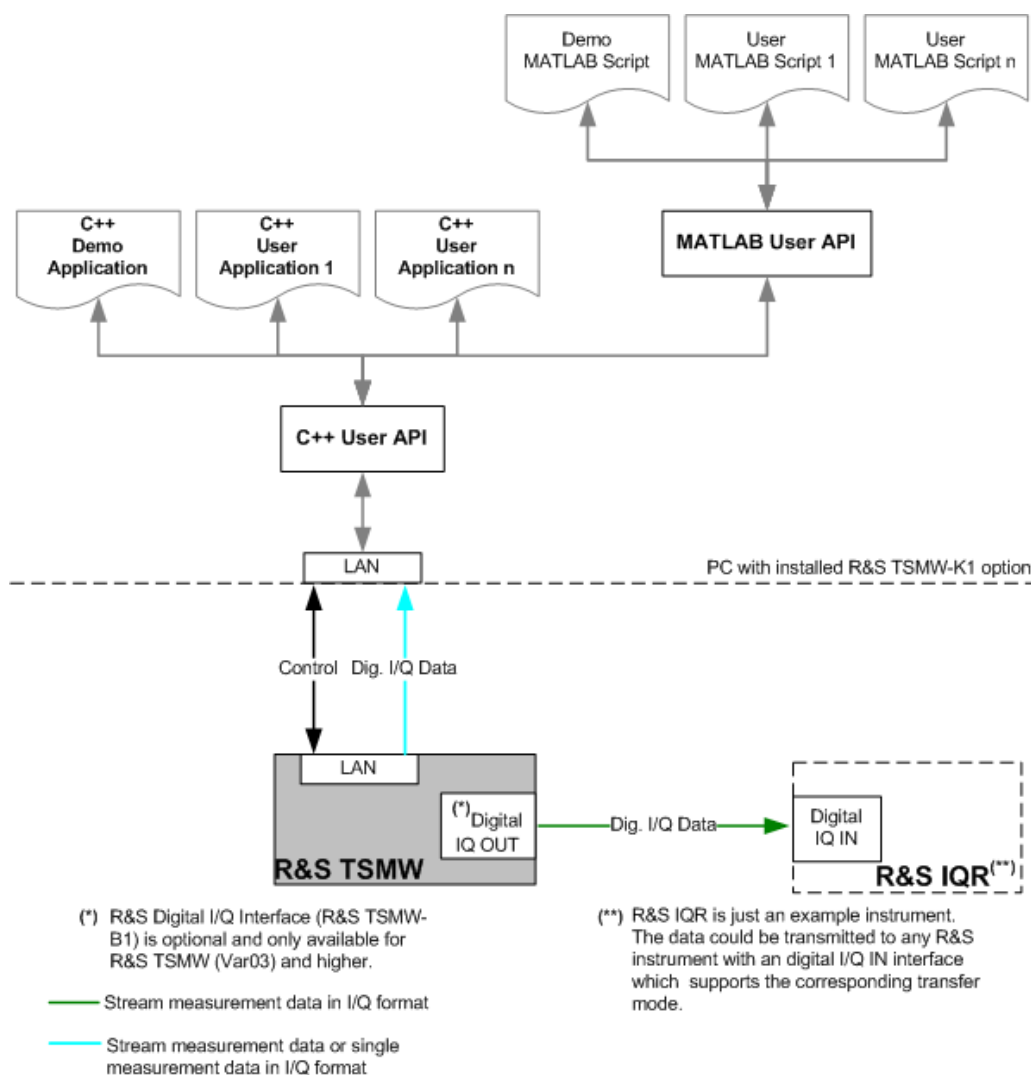 Demo
MATLAB Script
User
MATLAB Script 1
User
MATLAB Script n
MATLAB User API
C++
Demo
Application
C++
User
Application 1
C++
User
Application n
C++ User API
LAN
PC with installed R&S TSMW-K1 option
Control
Dig. I/Q Data
LAN
(*) Digital
IQ OUT
R&S TSMW
Dig. I/Q Data
Digital
IQ IN
R&S IQR(**)
(*) R&S Digital I/Q Interface (R&S TSMW-
B1) is optional and only available for
R&S TSMW (Var03) and higher.
(**) R&S IQR is just an example instrument.
The data could be transmitted to any R&S
instrument with an digital I/Q IN interface
which supports the corresponding transfer
mode.
Stream measurement data in I/Q format
Stream measurement data or single
measurement data in I/Q format